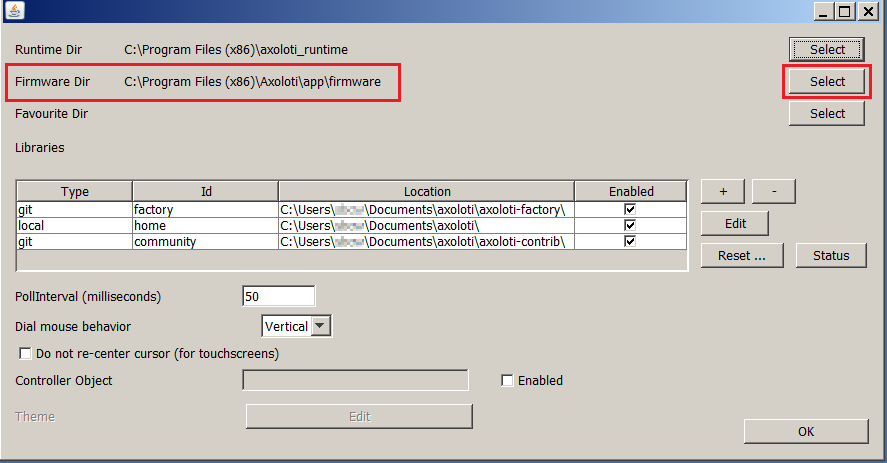 Runtime Dir C:\Program Files (x86)\axoloti_runtime Select
Firmware Dir C:\Program Files (x86)\Axoloti\app\firmware Select
Favourite Dir Select
Libraries
Type Id Location Enabled
git factory C:\Users\ \Documents\axoloti\axoloti-factory\
local home C:\Users\ \Documents\axoloti\
git community C:\Users\ \Documents\axoloti\axoloti-contrib\
+ -
Edit
Reset ... Status
PollInterval (milliseconds) 50
Dial mouse behavior Vertical
Do not re-center cursor (for touchscreens)
Controller Object Enabled
Theme Edit
OK